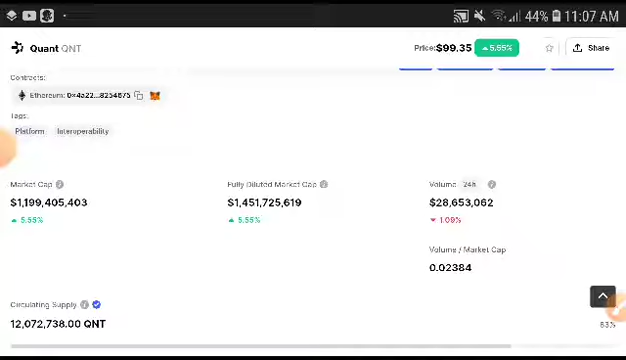 44% 11:07 AM
Quant QNT Price: $99.35 5.55% Share
Contracts:
Ethereum: 0x4a22...8254675
Tags:
Platform Interoperability
Market Cap Fully Diluted Market Cap Volume 24h
$1,199,405,403 $1,451,725,619 $28,653,062
5.55% 5.55% 1.09%
Volume / Market Cap
0.02384
Circulating Supply
12,072,738.00 QNT 83%